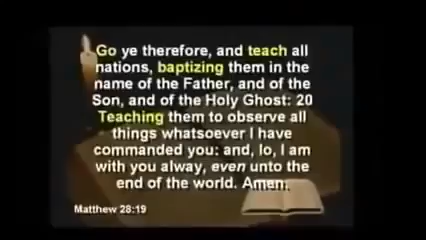 Go ye therefore, and teach all
nations, baptizing them in the
name of the Father, and of the
Son, and of the Holy Ghost: 20
Teaching them to observe all
things whatsoever I have
commanded you: and, lo, I am
with you alway, even unto the
end of the world. Amen.
Matthew 28:19